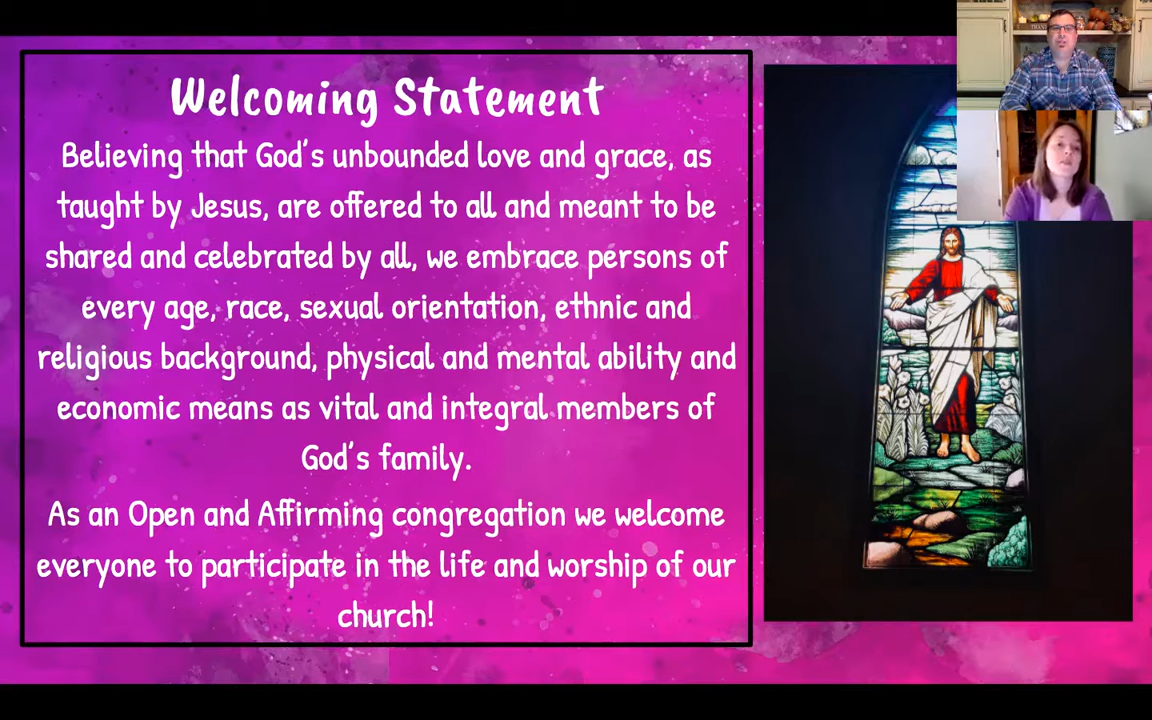 Welcoming Statement
Believing that God's unbounded love and grace, as
taught by Jesus, are offered to all and meant to be
shared and celebrated by all, we embrace persons of
every age, race, sexual orientation, ethnic and
religious background, physical and mental ability and
economic means as vital and integral members of
God's family.
As an Open and Affirming congregation we welcome
everyone to participate in the life and worship of our
church!